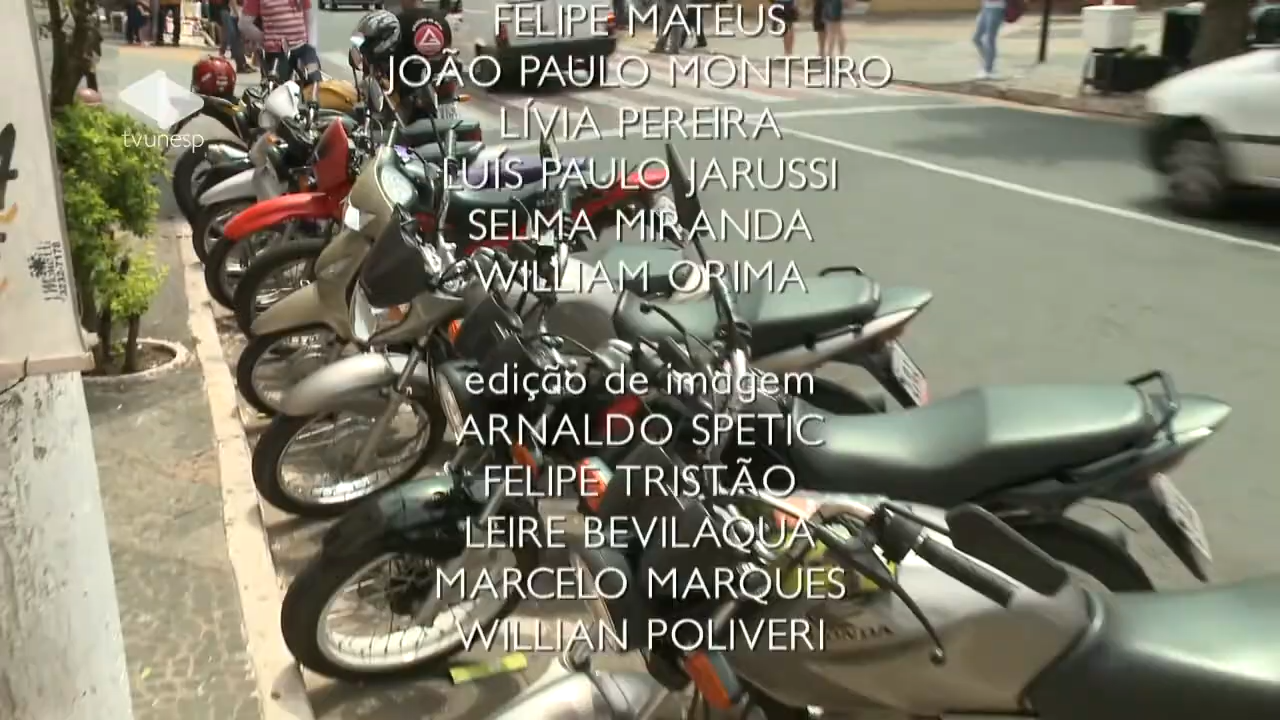 FELIPE MATEUS
JOÃO PAULO MONTEIRO
LÍVIA PEREIRA
LUÍS PAULO JARUSSI
SELMA MIRANDA
WILLIAM ORIMA
edição de imagem
ARNALDO SPETIC
FELIPE TRISTÃO
LEIRE BEVILAQUA
MARCELO MARQUES
WILLIAN POLIVERI
tvunesp
HONDA